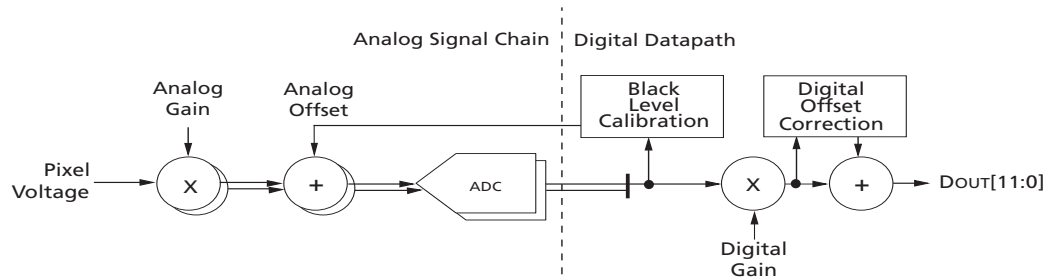 Analog Signal Chain
Digital Datapath
Analog
Gain
Analog
Offset
Black
Level
Calibration
Digital
Offset
Correction
Pixel
Voltage
X
+
ADC
X
+
DOUT[11:0]
Digital
Gain